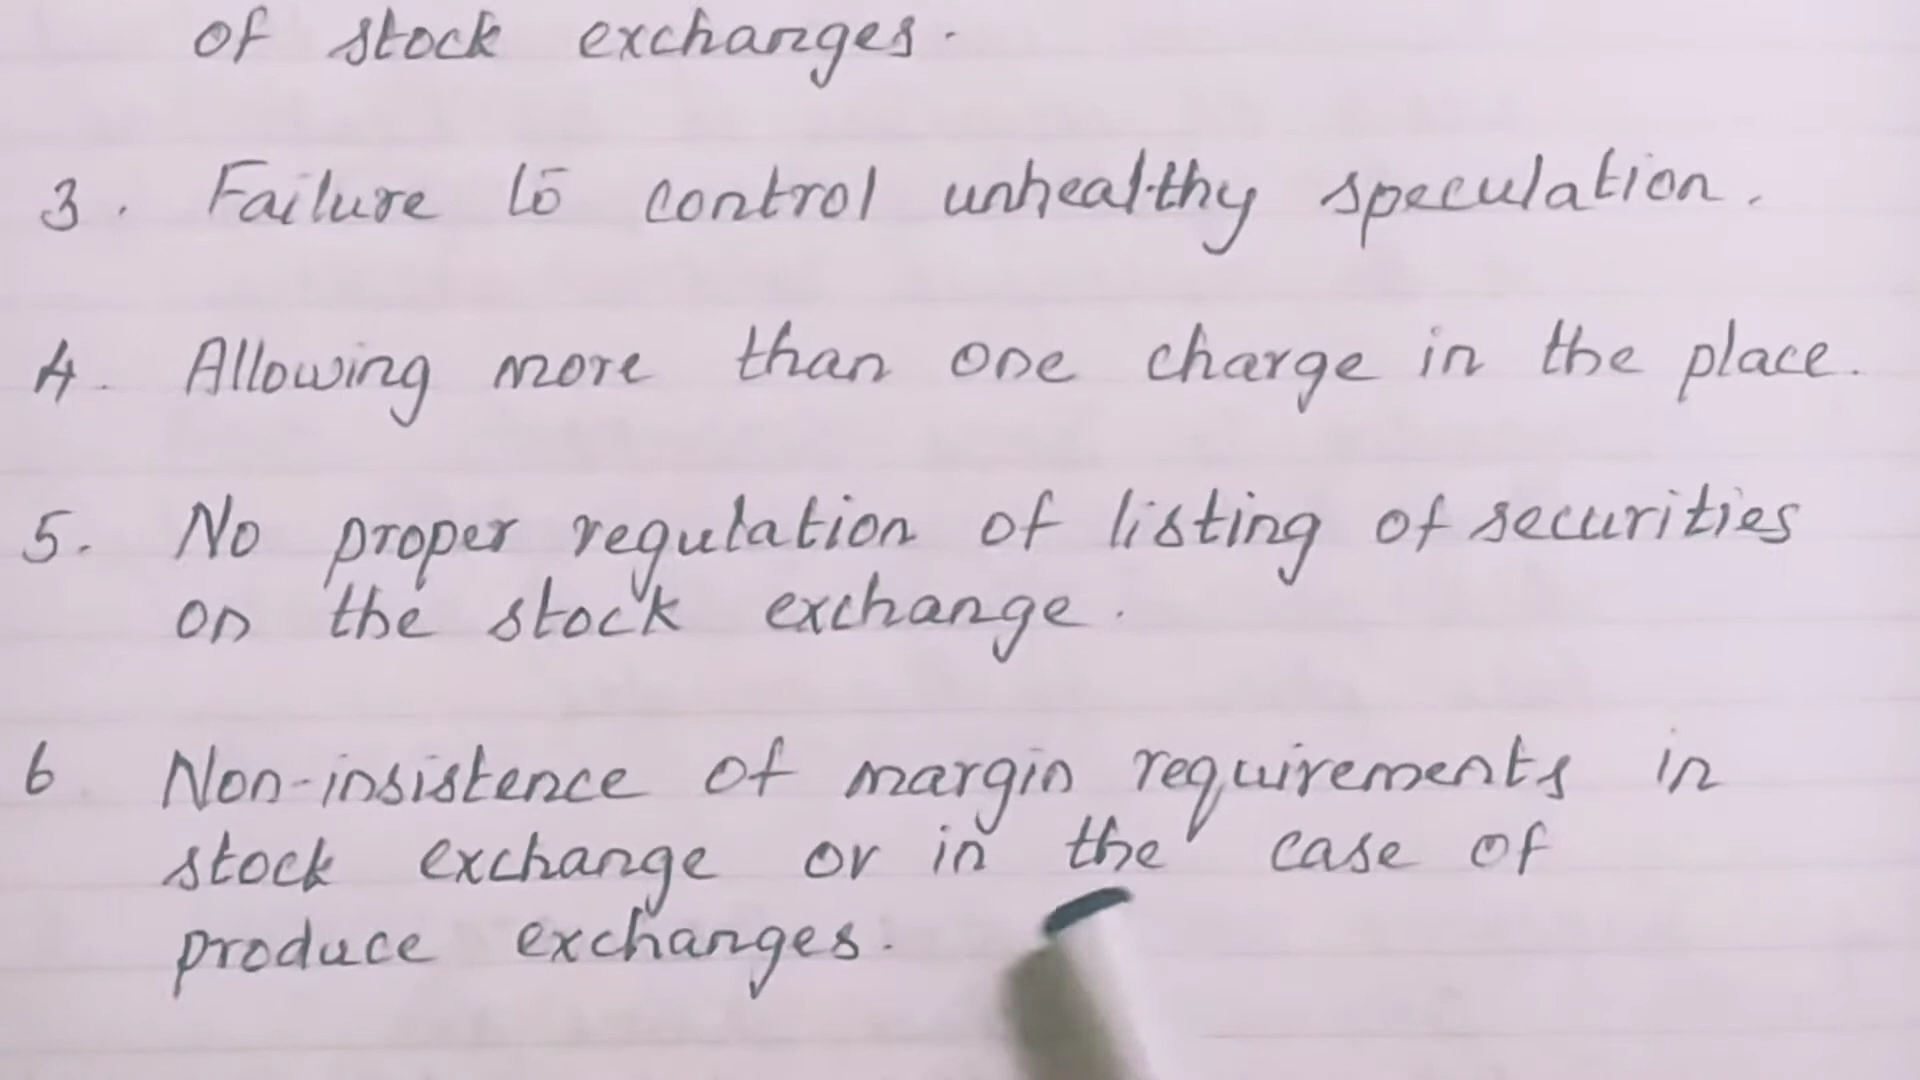 of stock exchanges.
3. Failure to control unhealthy speculation.
4. Allowing more than one charge in the place.
5. No proper regulation of listing of securities
on the stock exchange.
6. Non-insistence of margin requirements in
stock exchange or in the case of
produce exchanges.